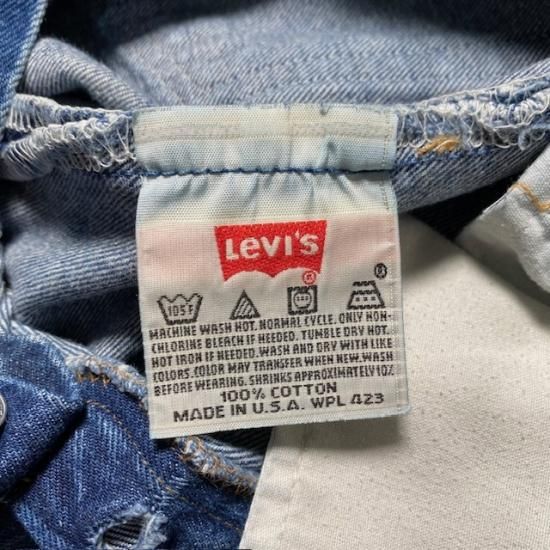 Levi's
®
®
105F
MACHINE WASH HOT. NORMAL CYCLE. ONLY NON-
CHLORINE BLEACH IF NEEDED. TUMBLE DRY HOT.
HOT IRON IF NEEDED. WASH AND DRY WITH LIKE
COLORS. COLOR MAY TRANSFER WHEN NEW. WASH
BEFORE WEARING. SHRINKS APPROXIMATELY 10%
100% COTTON
MADE IN U.S.A. WPL 423